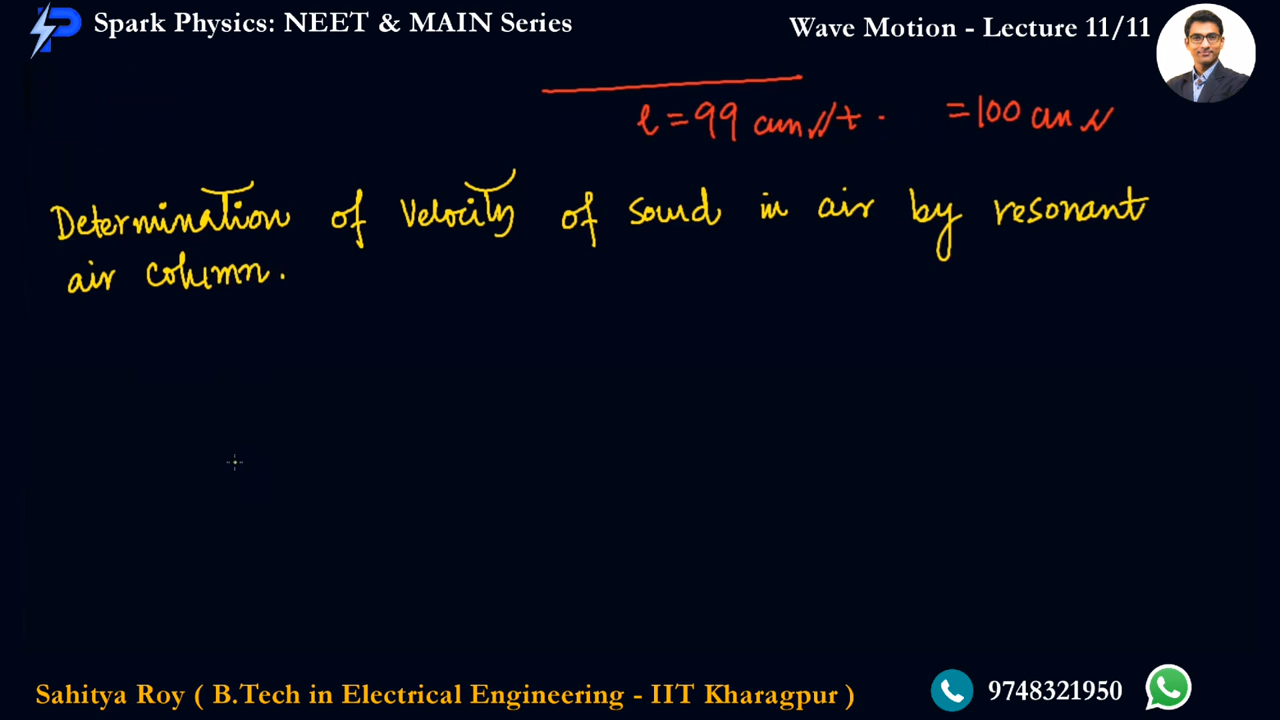 Spark Physics: NEET & MAIN Series
Wave Motion - Lecture 11/11
l = 99 cm = 100 cm
Determination of Velocity of sound in air by resonant
air column.
Sahitya Roy ( B.Tech in Electrical Engineering - IIT Kharagpur )
9748321950